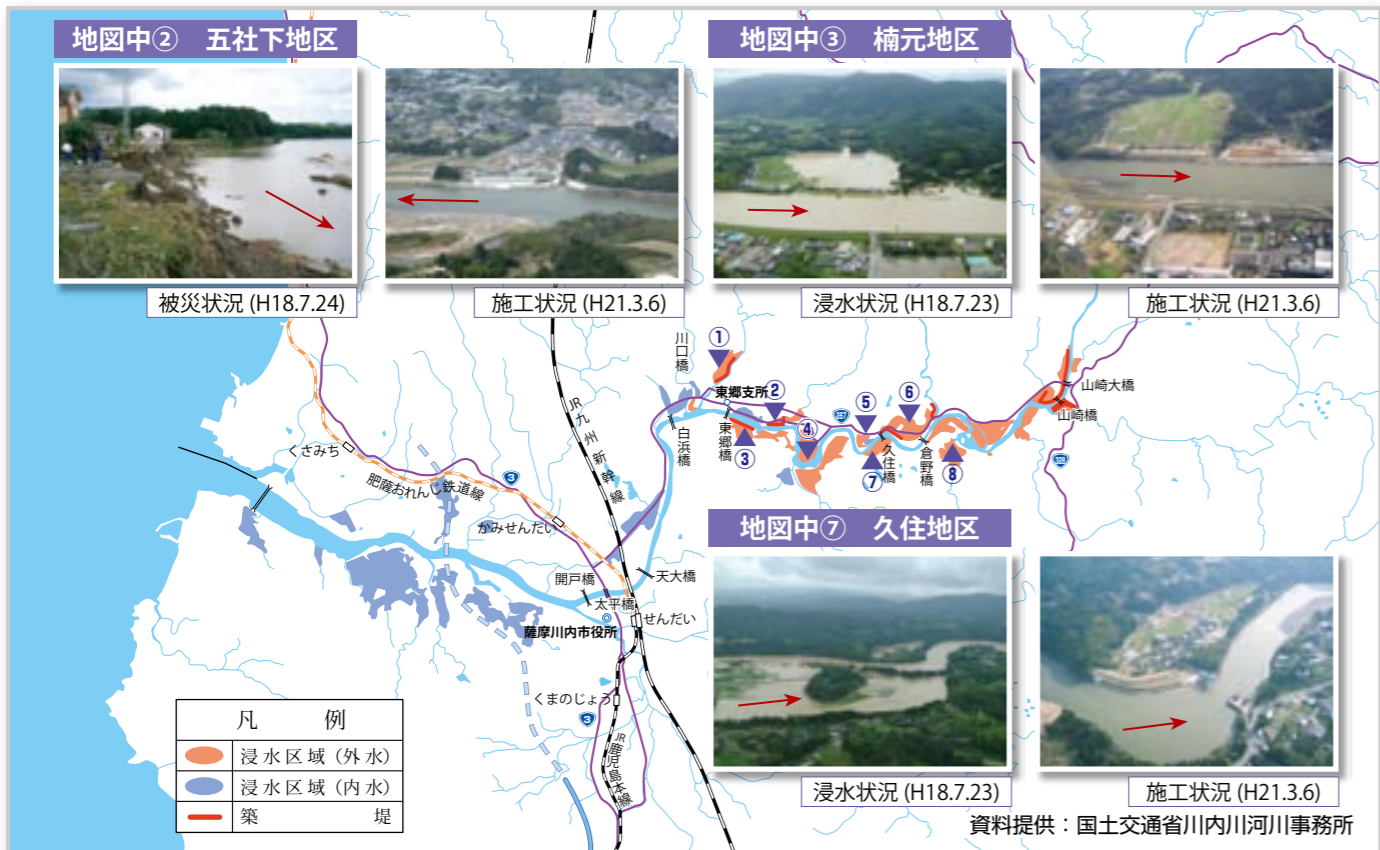 地図中② 五社下地区
地図中③ 楠元地区
被災状況 (H18.7.24)
施工状況 (H21.3.6)
浸水状況 (H18.7.23)
施工状況 (H21.3.6)
川口橋
①
東郷支所
②
⑤
⑥
267
山崎大橋
山崎橋
白浜橋
東郷橋
③
④
久住橋
⑦
倉野橋
⑧
JR九州新幹線
くさみち
肥薩おれんじ鉄道線
3
かみせんだい
開戸橋
天大橋
太平橋
せんだい
薩摩川内市役所
くまのじょう
3
JR鹿児島本線
地図中⑦ 久住地区
浸水状況 (H18.7.23)
施工状況 (H21.3.6)
凡例
浸水区域（外水）
浸水区域（内水）
築堤
資料提供：国土交通省川内川河川事務所